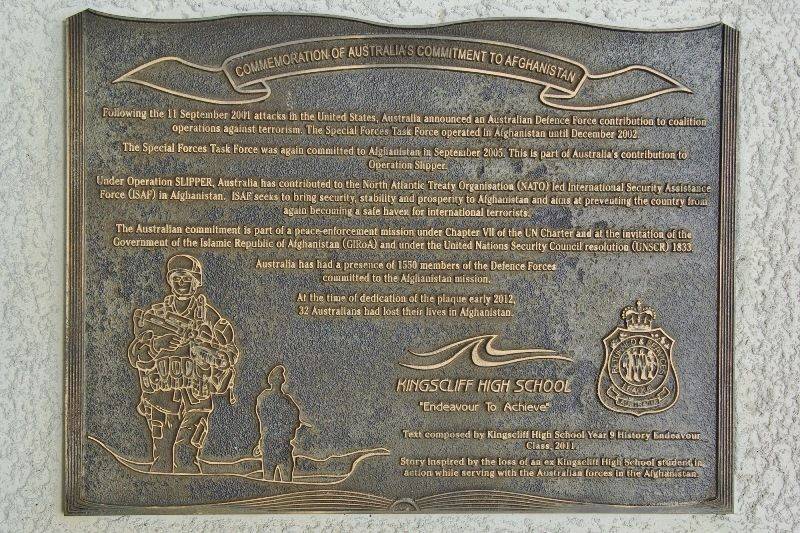 COMMEMORATION OF AUSTRALIA'S COMMITMENT TO AFGHANISTAN
Following the 11 September 2001 attacks in the United States, Australia announced an Australian Defence Force contribution to coalition
operations against terrorism. The Special Forces Task Force operated in Afghanistan until December 2002.
The Special Forces Task Force was again committed to Afghanistan in September 2005. This is part of Australia's contribution to
Operation Slipper.
Under Operation SLIPPER, Australia has contributed to the North Atlantic Treaty Organisation (NATO) led International Security Assistance
Force (ISAF) in Afghanistan. ISAF seeks to bring security, stability and prosperity to Afghanistan and aims at preventing the country from
again becoming a safe haven for international terrorists.
The Australian commitment is part of a peace-enforcement mission under Chapter VII of the UN Charter and at the invitation of the
Government of the Islamic Republic of Afghanistan (GIRoA) and under the United Nations Security Council resolution (UNSCR) 1833.
Australia has had a presence of 1550 members of the Defence Forces
committed to the Afghanistan mission.
At the time of dedication of the plaque early 2012,
32 Australians had lost their lives in Afghanistan.
KINGSCLIFF HIGH SCHOOL
"Endeavour To Achieve"
RETURNED & SERVICES
LEAGUE
AUSTRALIA
Text composed by Kingscliff High School Year 9 History Endeavour
Class, 2011.
Story inspired by the loss of an ex Kingscliff High School student in
action while serving with the Australian forces in the Afghanistan.